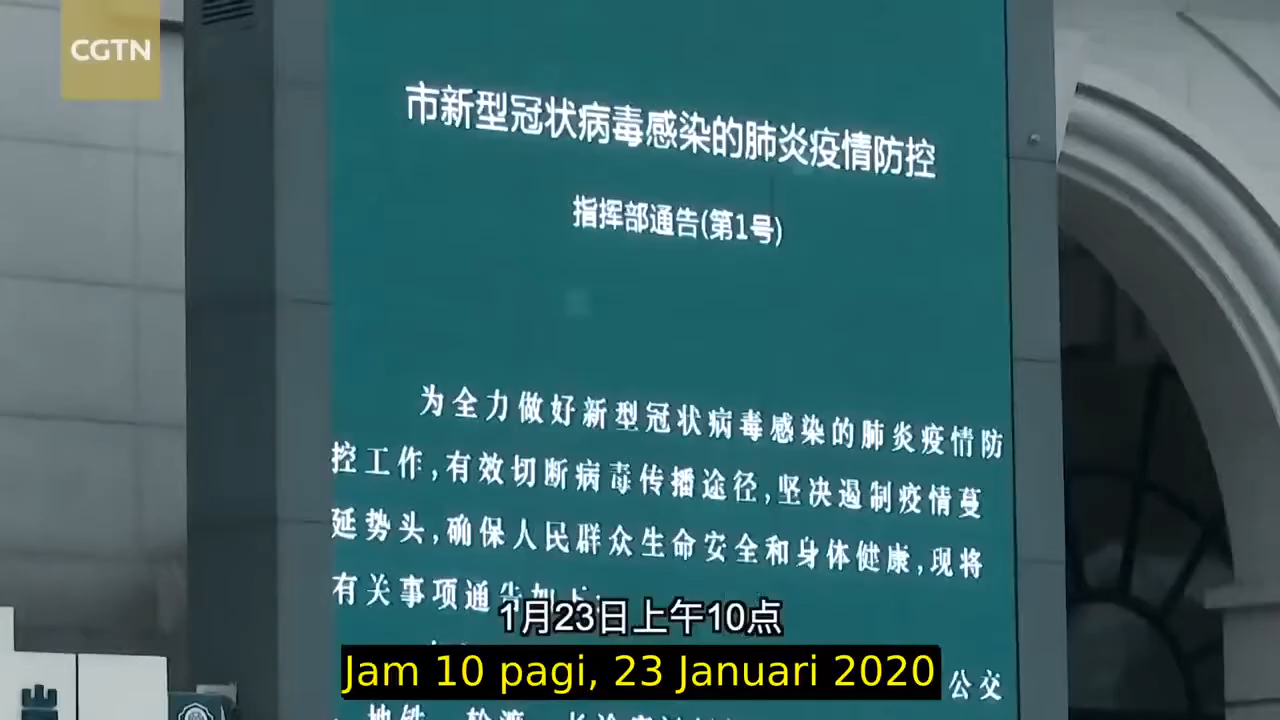 CGTN
市新型冠状病毒感染的肺炎疫情防控
指挥部通告(第1号)
为全力做好新型冠状病毒感染的肺炎疫情防
控工作,有效切断病毒传播途径,坚决遏制疫情蔓
延势头,确保人民群众生命安全和身体健康,现将
有关事项通告如下:
1月23日上午10点
Jam 10 pagi, 23 Januari 2020
公交